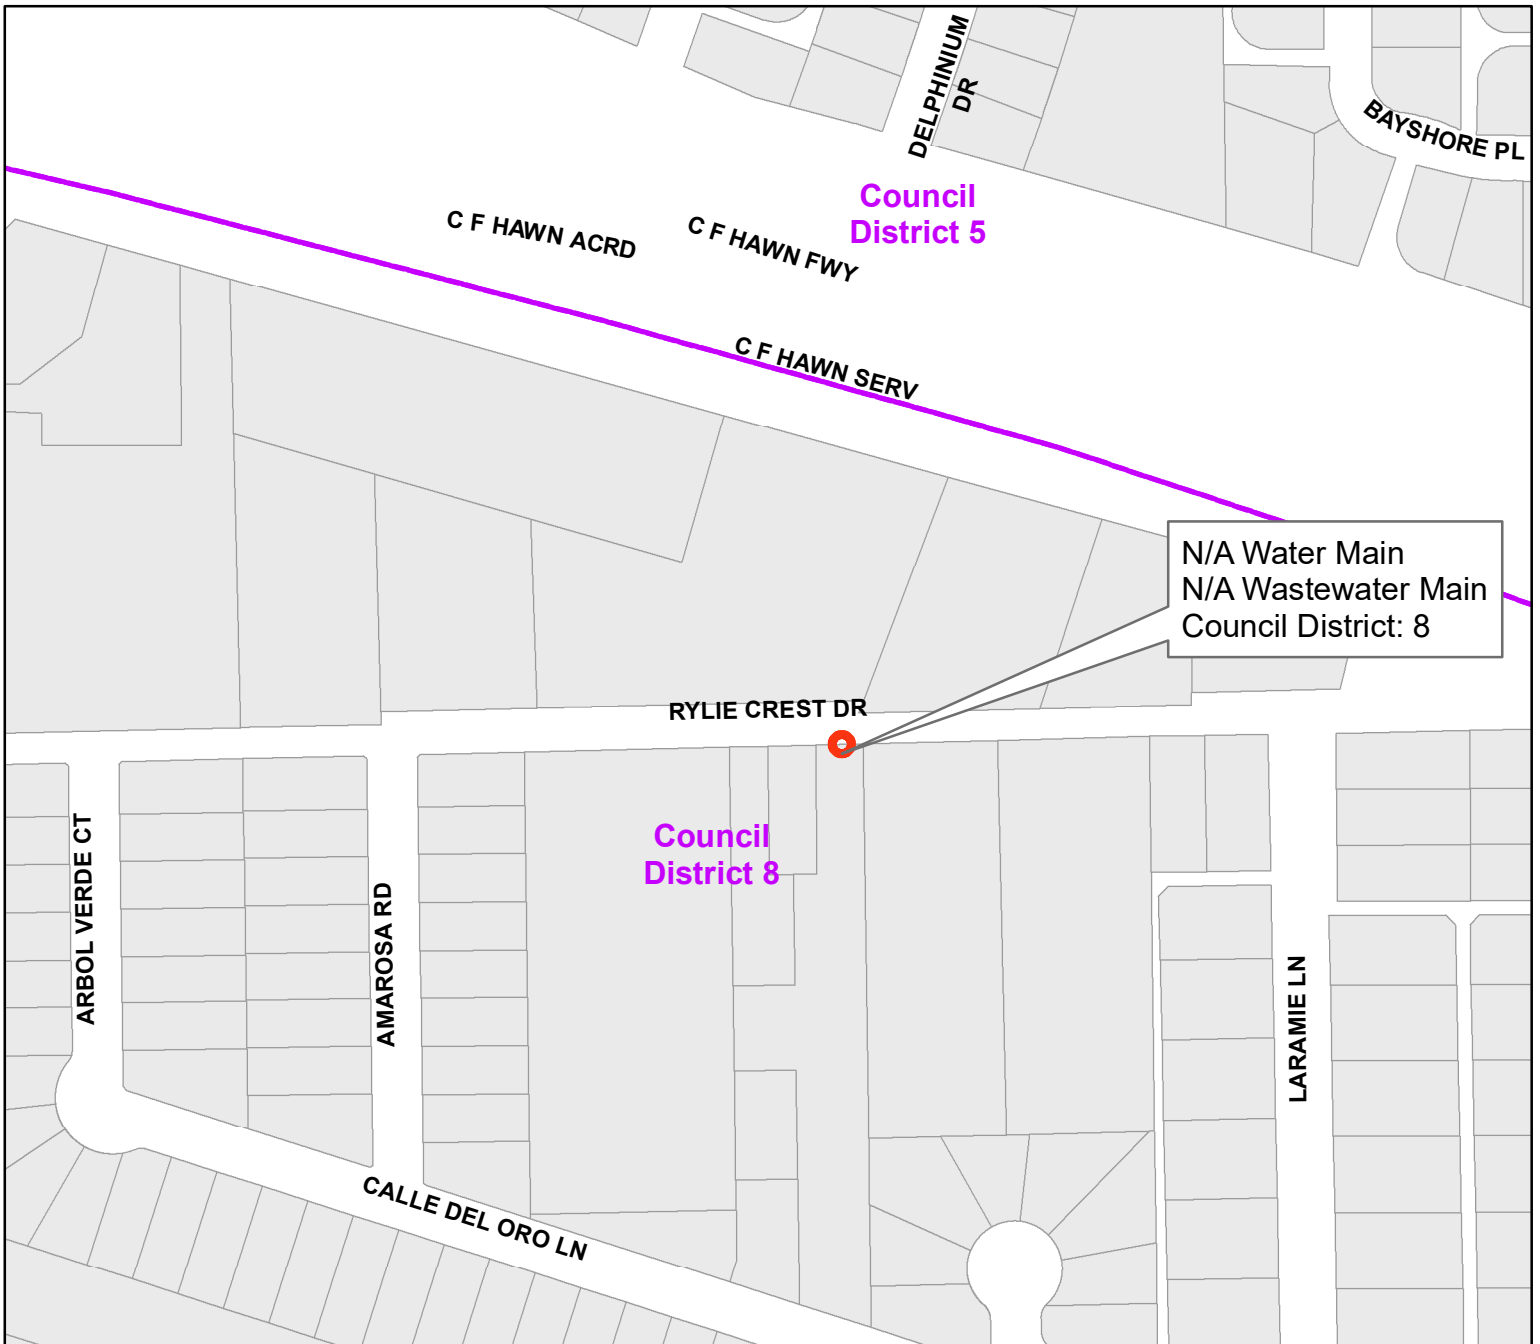 DELPHINIUM
DR
BAYSHORE PL
Council
District 5
C F HAWN ACRD
C F HAWN FWY
C F HAWN SERV
N/A Water Main
N/A Wastewater Main
Council District: 8
RYLIE CREST DR
Council
District 8
ARBOL VERDE CT
AMAROSA RD
LARAMIE LN
CALLE DEL ORO LN